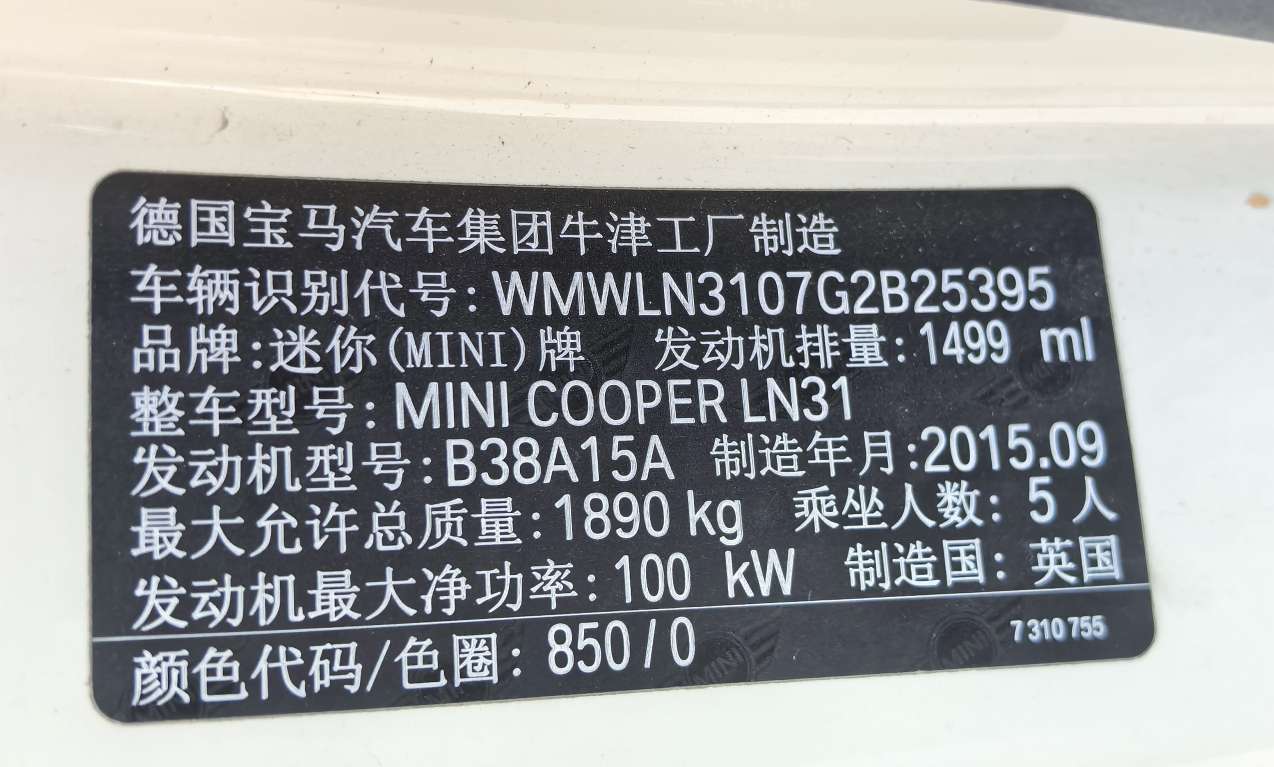 德国宝马汽车集团牛津工厂制造
车辆识别代号:WMWLN3107G2B25395
品牌:迷你(MINI)牌 发动机排量:1499 ml
整车型号:MINI COOPER LN31
发动机型号:B38A15A 制造年月:2015.09
最大允许总质量:1890 kg 乘坐人数:5人
发动机最大净功率:100 kW 制造国:英国
7 310 755
颜色代码/色圈:850/0